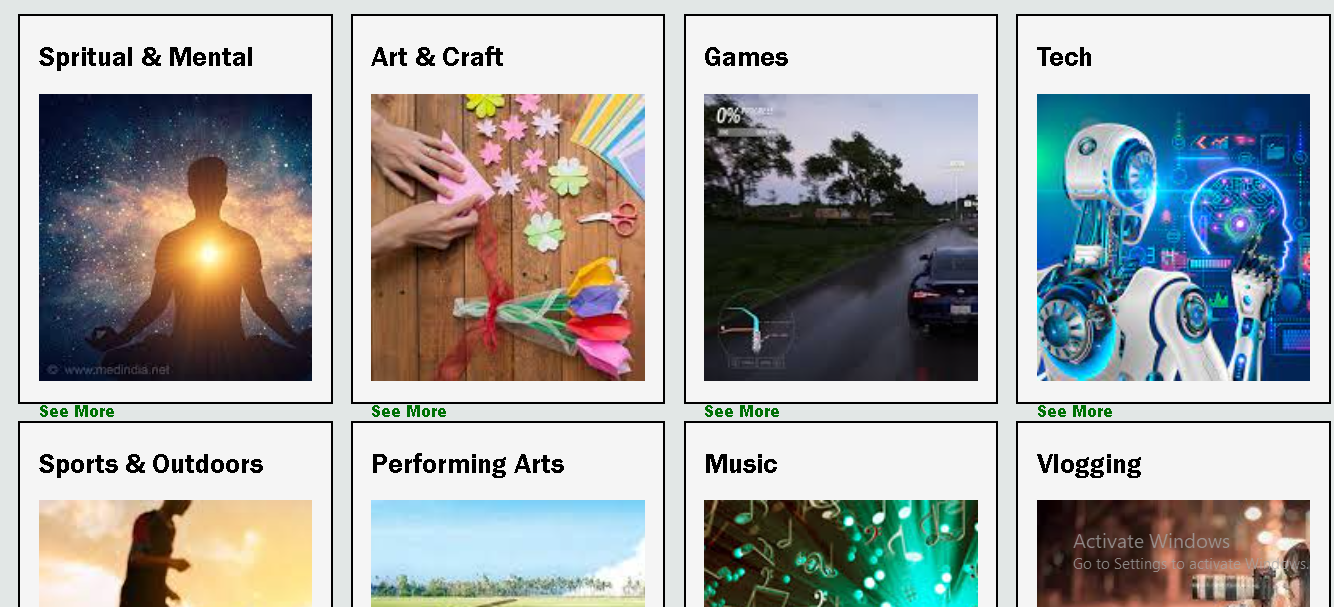 Spritual & Mental
Art & Craft
Games
Tech
0%
© www.medindia.net
See More
See More
See More
See More
Sports & Outdoors
Performing Arts
Music
Vlogging
Activate Windows
Go to Settings to activate Windows.